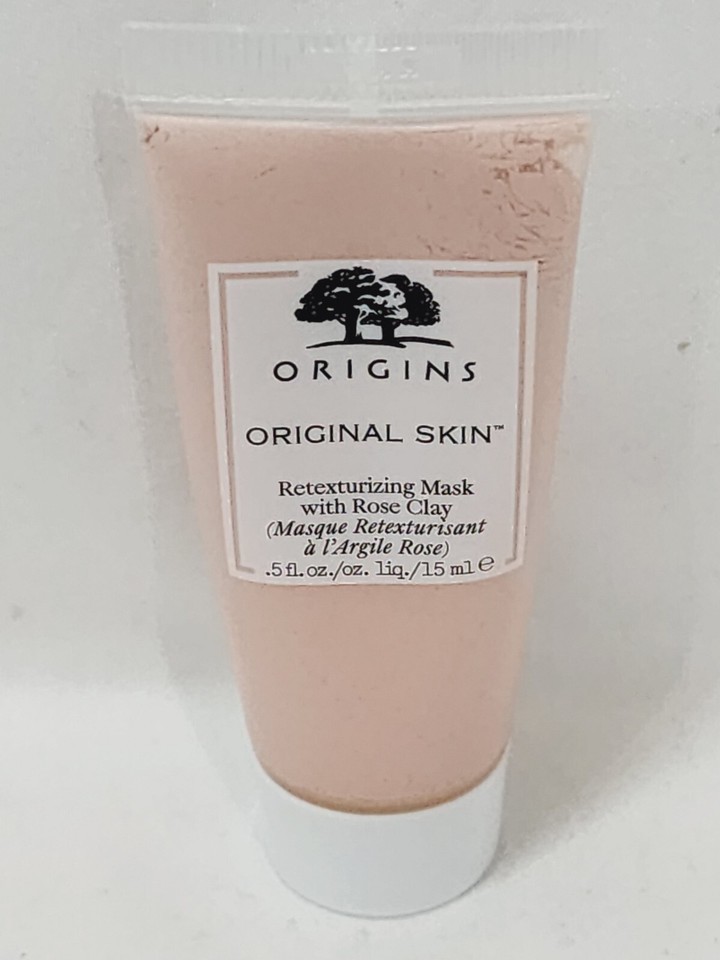 ORIGINS
ORIGINAL SKIN™
Retexturizing Mask
with Rose Clay
(Masque Retexturisant
à l'Argile Rose)
.5 fl. oz./oz. liq./15 ml ℮